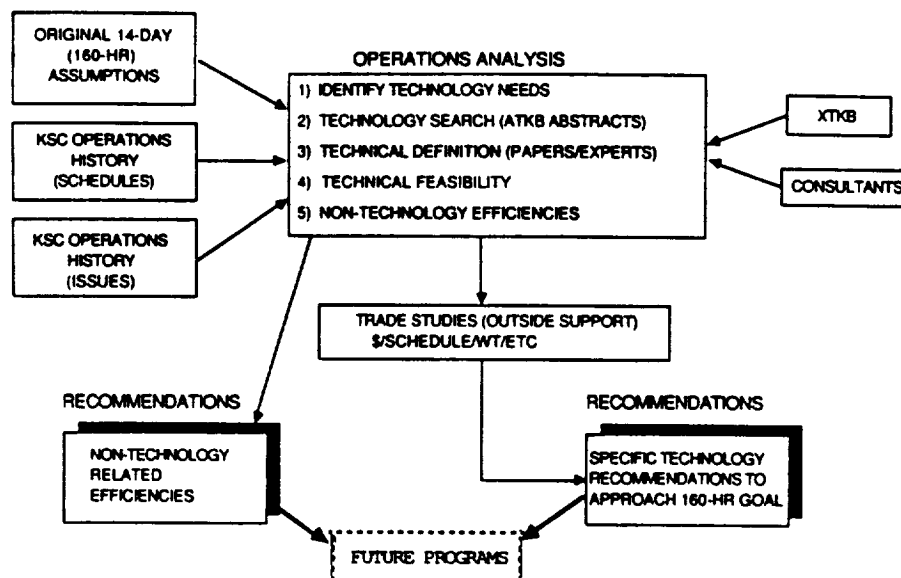 ORIGINAL 14-DAY
(160-HR)
ASSUMPTIONS
KSC OPERATIONS
HISTORY
(SCHEDULES)
KSC OPERATIONS
HISTORY
(ISSUES)
OPERATIONS ANALYSIS
1) IDENTIFY TECHNOLOGY NEEDS
2) TECHNOLOGY SEARCH (ATKB ABSTRACTS)
3) TECHNICAL DEFINITION (PAPERS/EXPERTS)
4) TECHNICAL FEASIBILITY
5) NON-TECHNOLOGY EFFICIENCIES
XTKB
CONSULTANTS
TRADE STUDIES (OUTSIDE SUPPORT)
$/SCHEDULE/WT/ETC
RECOMMENDATIONS
NON-TECHNOLOGY
RELATED
EFFICIENCIES
RECOMMENDATIONS
SPECIFIC TECHNOLOGY
RECOMMENDATIONS TO
APPROACH 160-HR GOAL
FUTURE PROGRAMS